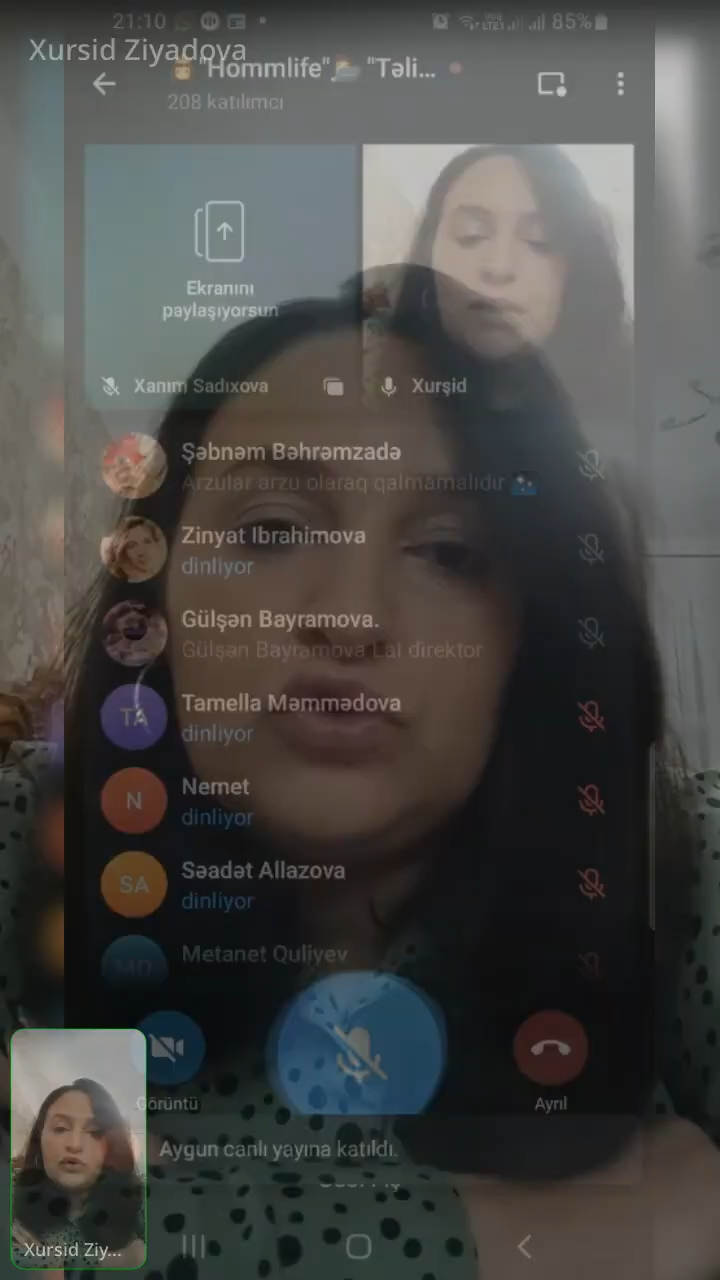 21:10
85%
Xursid Ziyadova
"Hommlife" "Təli...
208 katılımcı
Ekranını
paylaşıyorsun
Xanım Sadıxova
Xurşid
Şəbnəm Bəhrəmzadə
Arzular arzu olaraq qalmamalıdır
Zinyat Ibrahimova
dinliyor
Gülşən Bayramova.
Gülşən Bayramova Lal direktor
TA
Tamella Məmmədova
dinliyor
N
Nemet
dinliyor
SA
Səadət Allazova
dinliyor
Metanet Quliyev
Görüntü
Ayrıl
Aygun canlı yayına katıldı.
Xursid Ziy...